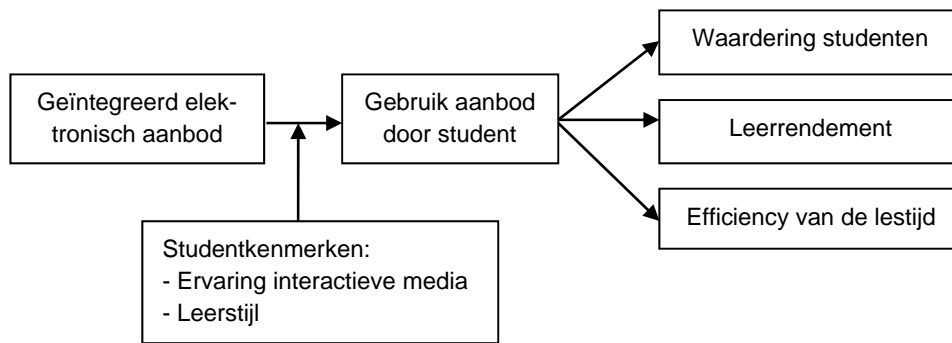 Geïntegreerd elek-
tronisch aanbod
Gebruik aanbod
door student
Waardering studenten
Leerrendement
Efficiency van de lestijd
Studentkenmerken:
- Ervaring interactieve media
- Leerstijl